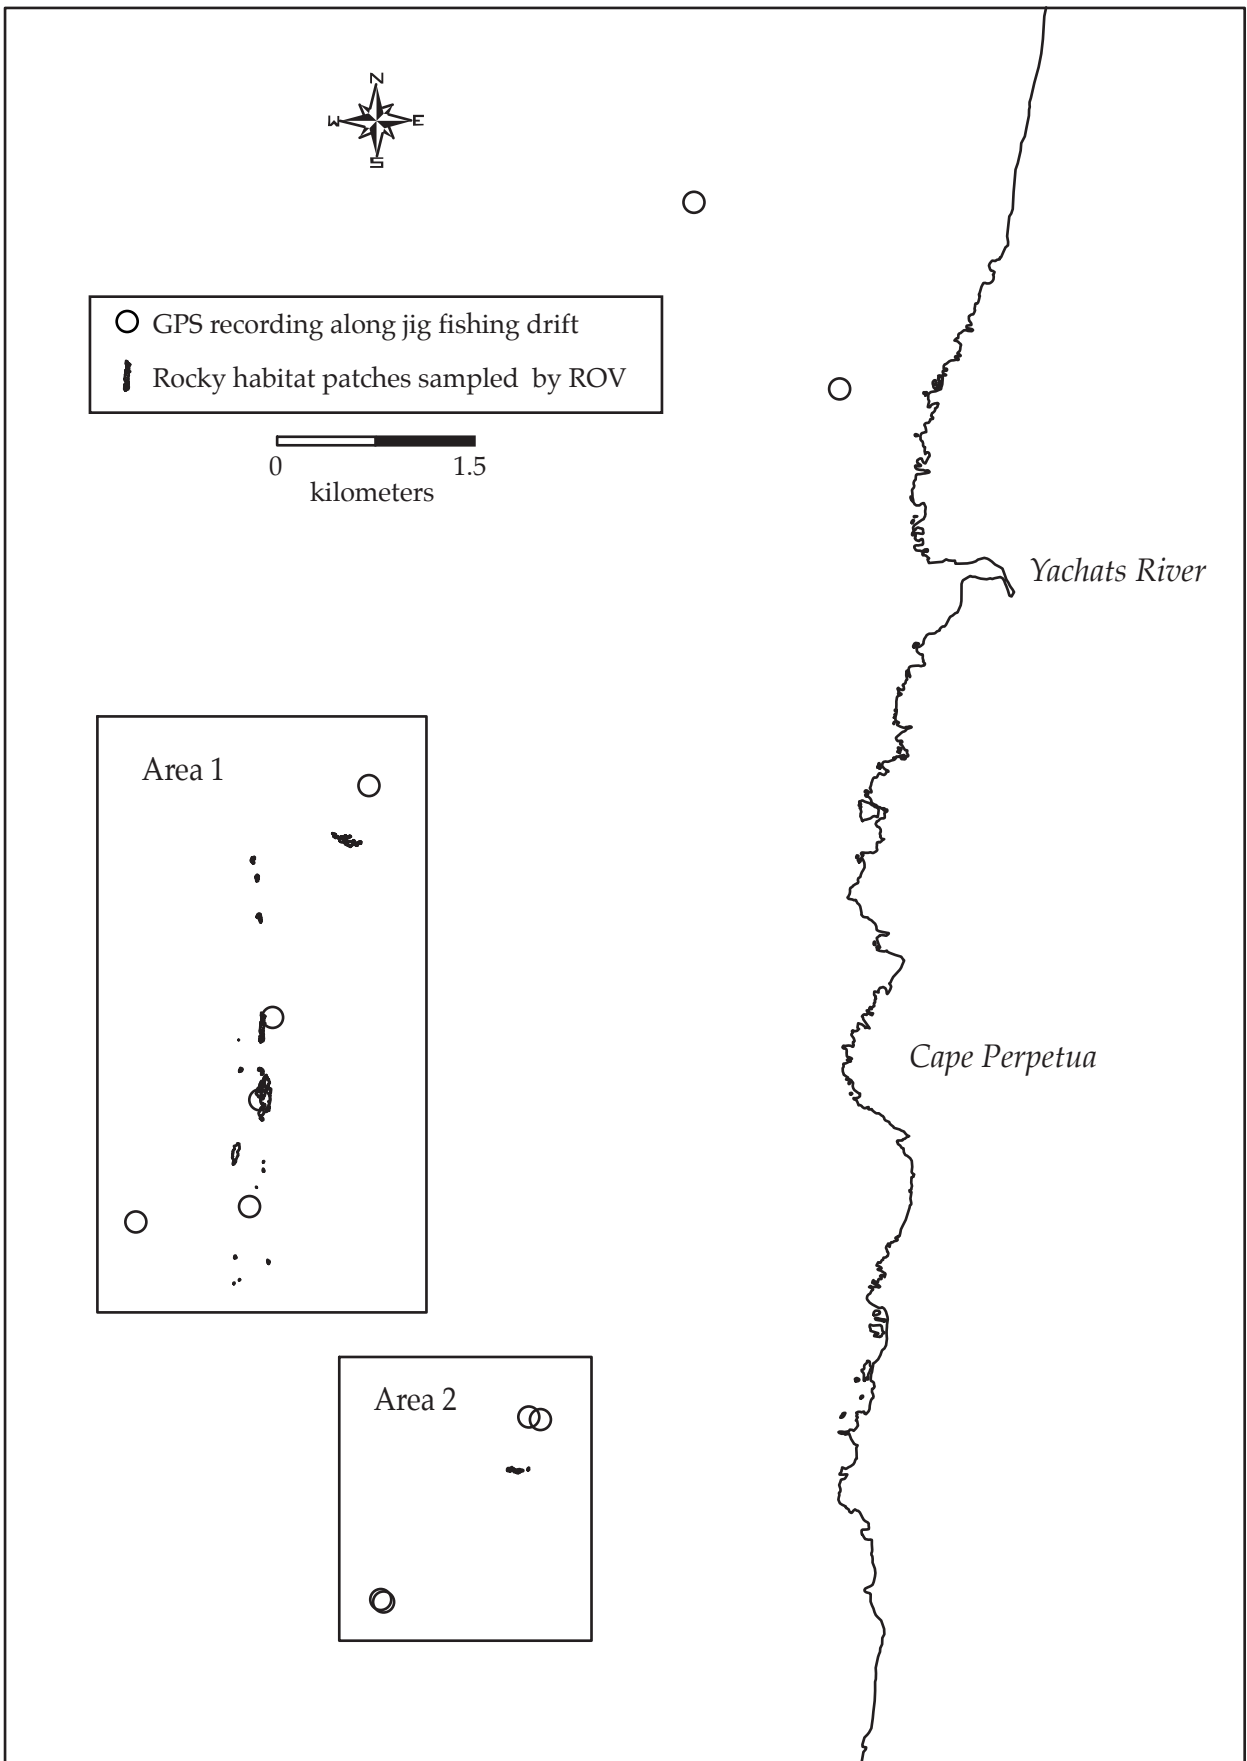 N
W E
S
GPS recording along jig fishing drift
Rocky habitat patches sampled by ROV
0 1.5
kilometers
Yachats River
Area 1
Cape Perpetua
Area 2